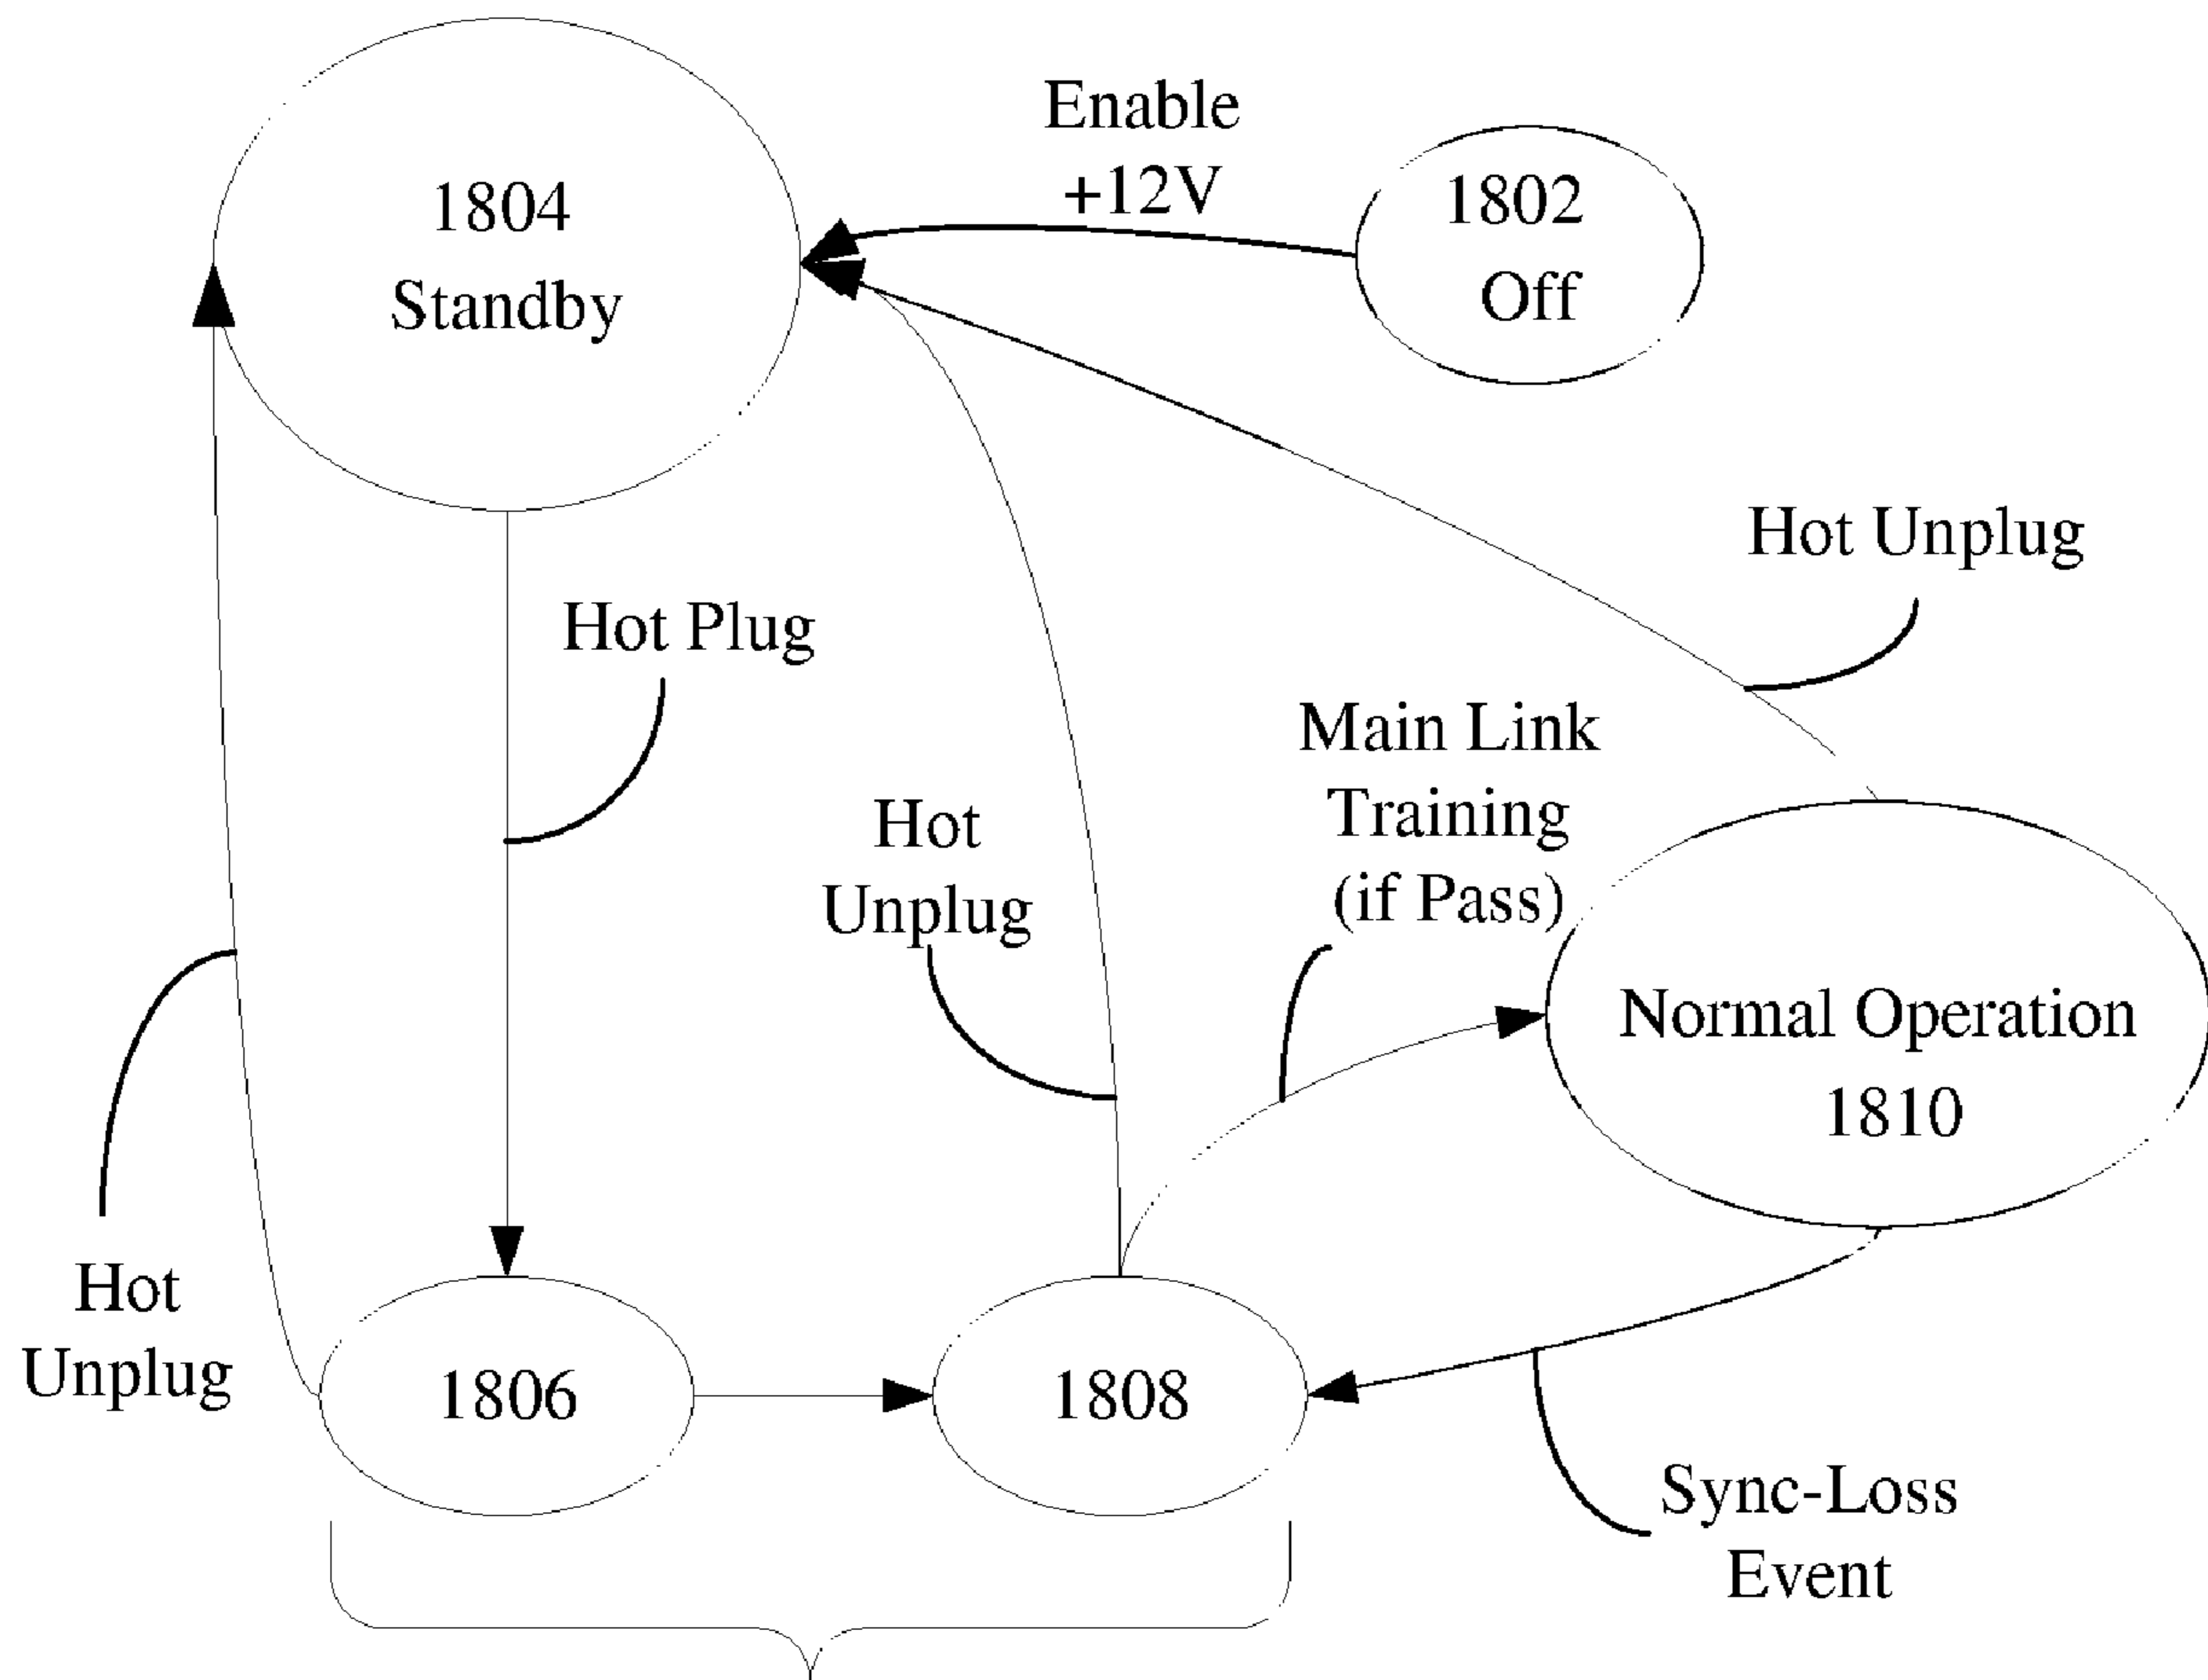 1804
Standby
Enable
+12V
1802
Off
Hot Unplug
Hot Plug
Main Link
Training
(if Pass)
Hot
Unplug
Normal Operation
1810
Hot
Unplug
1806
1808
Sync-Loss
Event